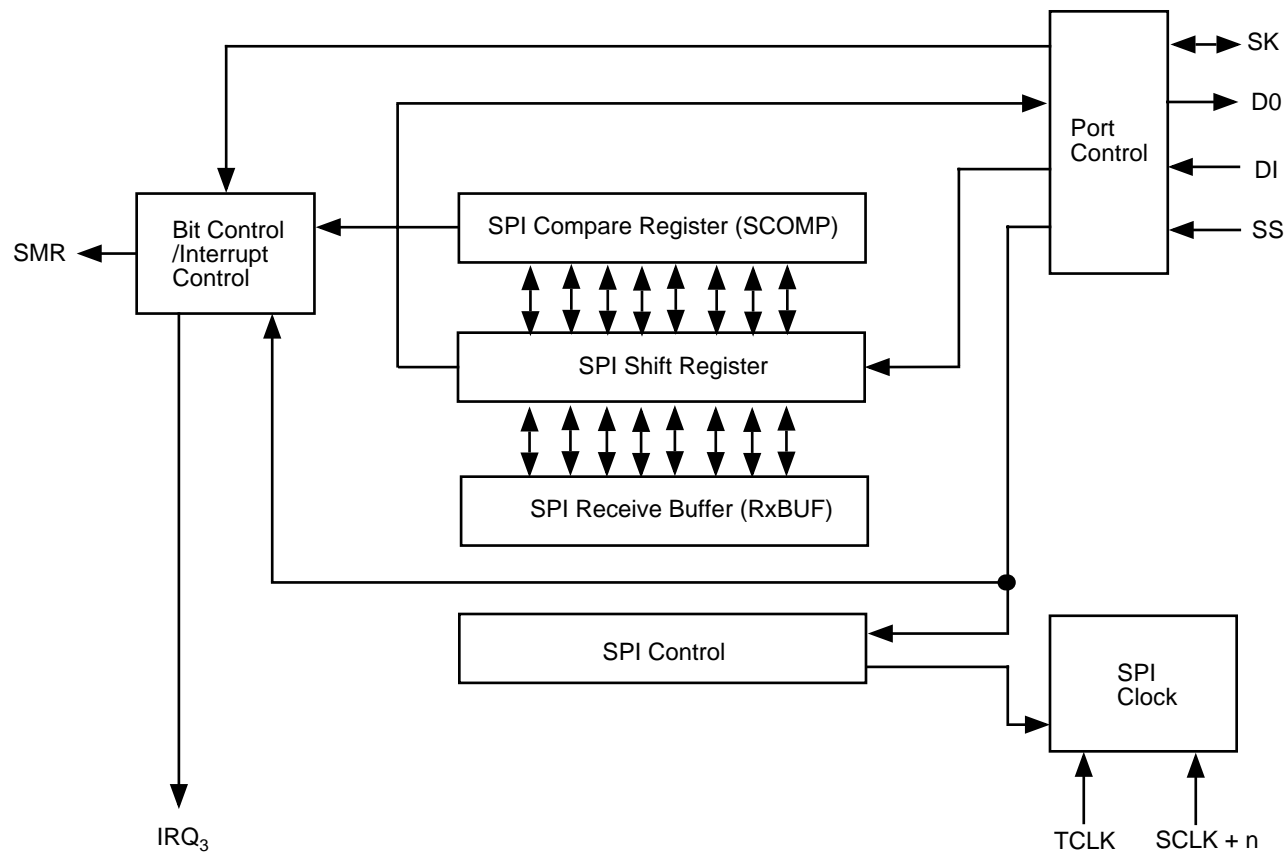 SK
D0
Port
Control
DI
SS
Bit Control
/Interrupt
Control
SMR
SPI Compare Register (SCOMP)
SPI Shift Register
SPI Receive Buffer (RxBUF)
SPI Control
SPI
Clock
IRQ₃
TCLK
SCLK + n